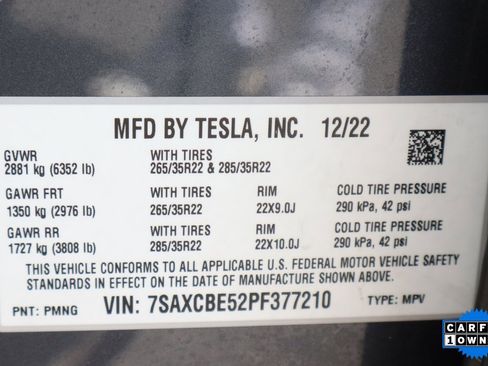 MFD BY TESLA, INC. 12/22
GVWR WITH TIRES
2881 kg (6352 lb) 265/35R22 & 285/35R22
GAWR FRT WITH TIRES RIM COLD TIRE PRESSURE
1350 kg (2976 lb) 265/35R22 22X9.0J 290 kPa, 42 psi
GAWR RR WITH TIRES RIM COLD TIRE PRESSURE
1727 kg (3808 lb) 285/35R22 22X10.0J 290 kPa, 42 psi
THIS VEHICLE CONFORMS TO ALL APPLICABLE U.S. FEDERAL MOTOR VEHICLE SAFETY
STANDARDS IN EFFECT ON THE DATE OF MANUFACTURE SHOWN ABOVE.
PNT: PMNG VIN: 7SAXCBE52PF377210 TYPE: MPV
CARF
1 OWN